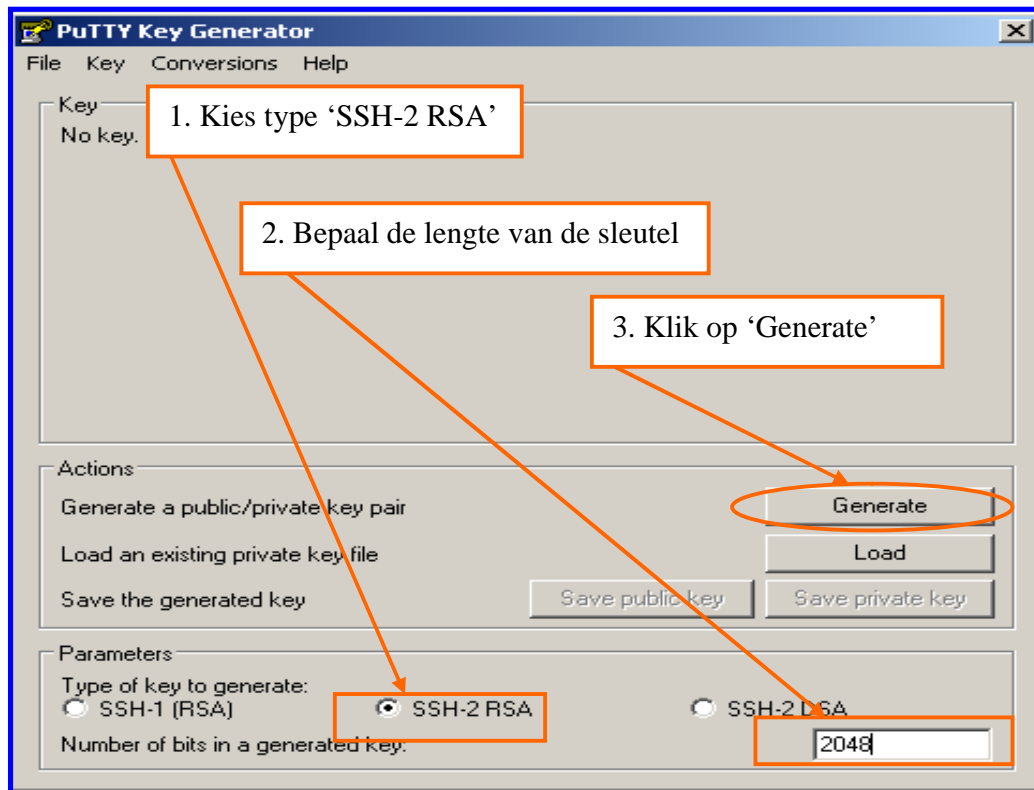 PuTTY Key Generator
File Key Conversions Help
Key
No key.
1. Kies type ‘SSH-2 RSA’
2. Bepaal de lengte van de sleutel
3. Klik op ‘Generate’
Actions
Generate a public/private key pair
Generate
Load an existing private key file
Load
Save the generated key
Save public key
Save private key
Parameters
Type of key to generate:
SSH-1 (RSA)
SSH-2 RSA
SSH-2 DSA
Number of bits in a generated key:
2048